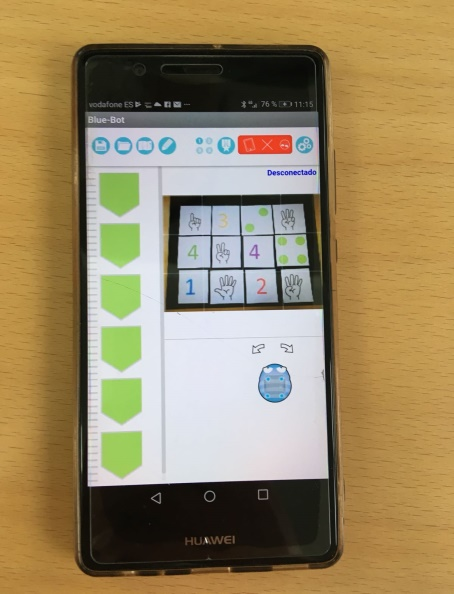 vodafone ES 76 % 11:15
Blue-Bot
Desconectado
3
4 4
1 2
HUAWEI